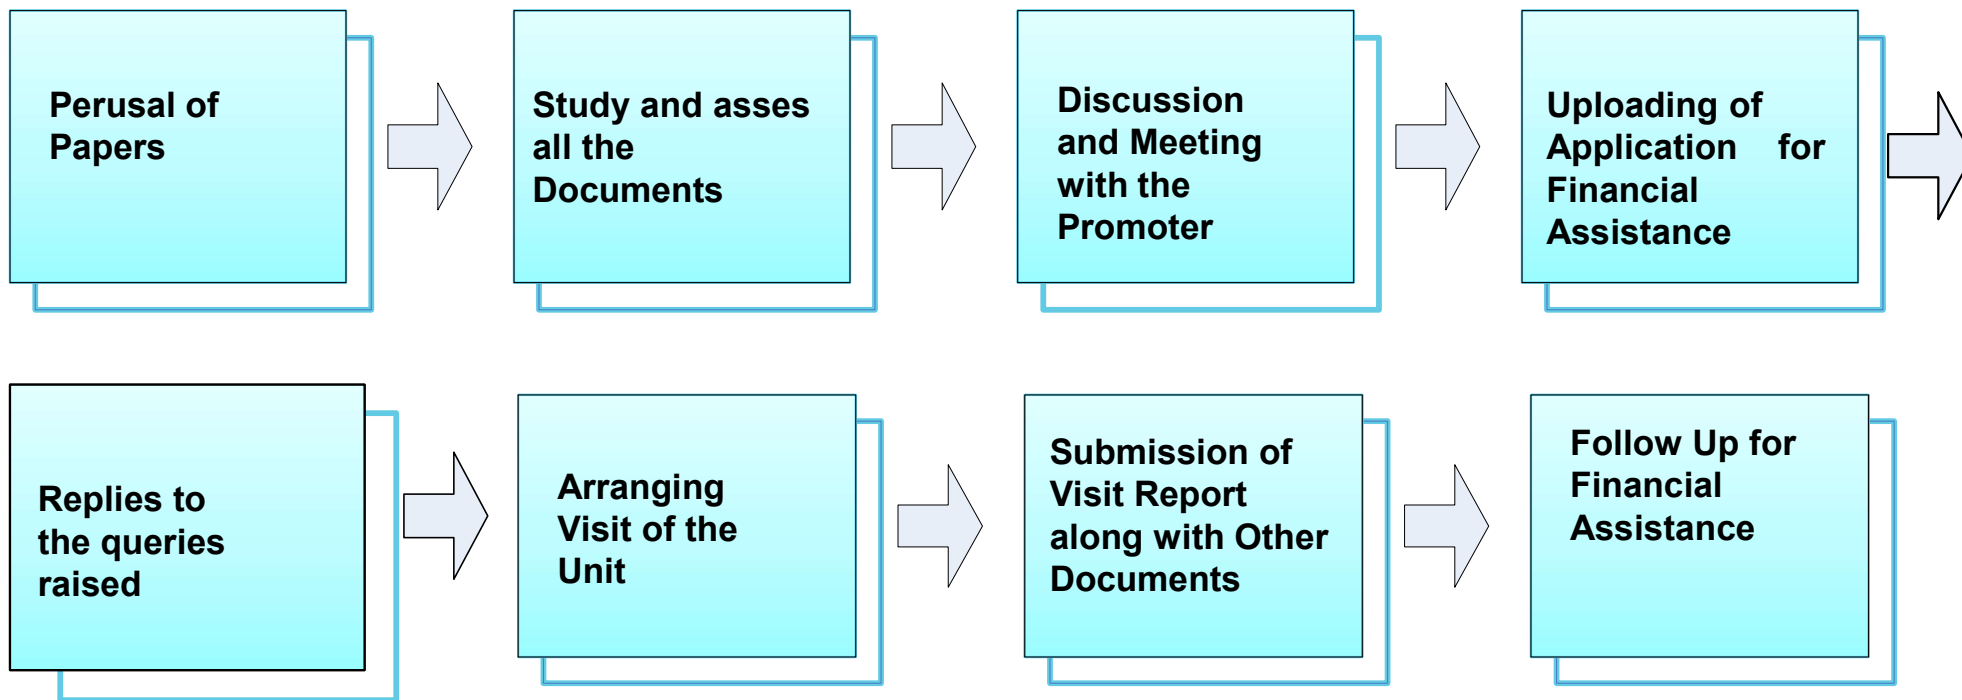 Perusal of
Papers
Study and asses
all the
Documents
Discussion
and Meeting
with the
Promoter
Uploading of
Application for
Financial
Assistance
Replies to
the queries
raised
Arranging
Visit of the
Unit
Submission of
Visit Report
along with Other
Documents
Follow Up for
Financial
Assistance